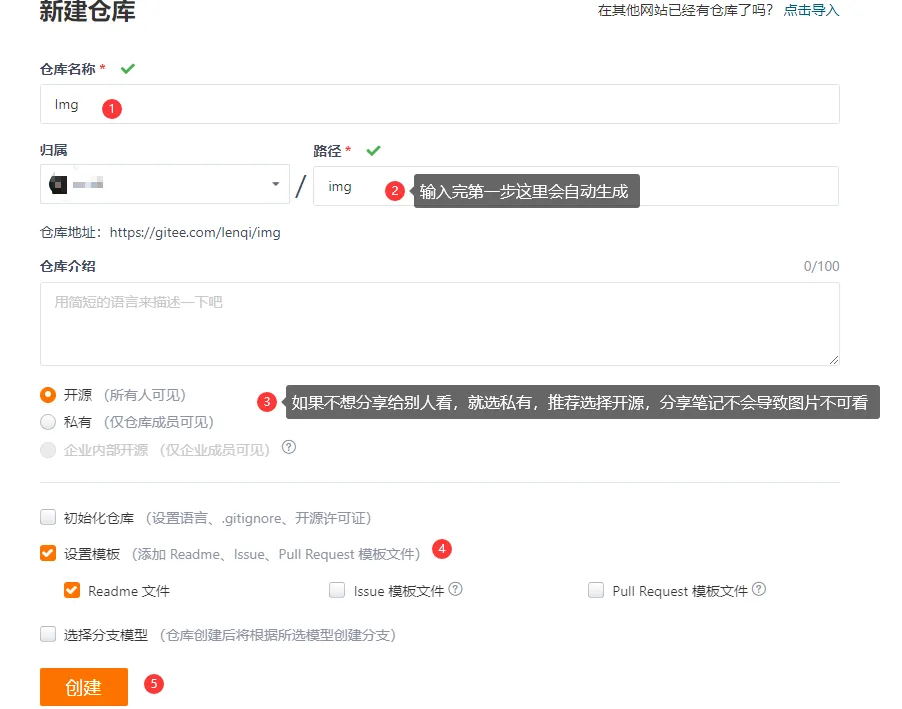 新建仓库
在其他网站已经有仓库了吗？ 点击导入
仓库名称 *
Img 1
归属 路径 *
/ img 2 输入完第一步这里会自动生成
仓库地址：https://gitee.com/lenqi/img
仓库介绍 0/100
用简短的语言来描述一下吧
开源 （所有人可见）
3 如果不想分享给别人看，就选私有，推荐选择开源，分享笔记不会导致图片不可看
私有 （仅仓库成员可见）
企业内部开源 （仅企业成员可见） ?
初始化仓库 （设置语言、.gitignore、开源许可证）
设置模板 （添加 Readme、Issue、Pull Request 模板文件） 4
Readme 文件 Issue 模板文件 ? Pull Request 模板文件 ?
选择分支模型 （仓库创建后将根据所选模型创建分支）
创建 5